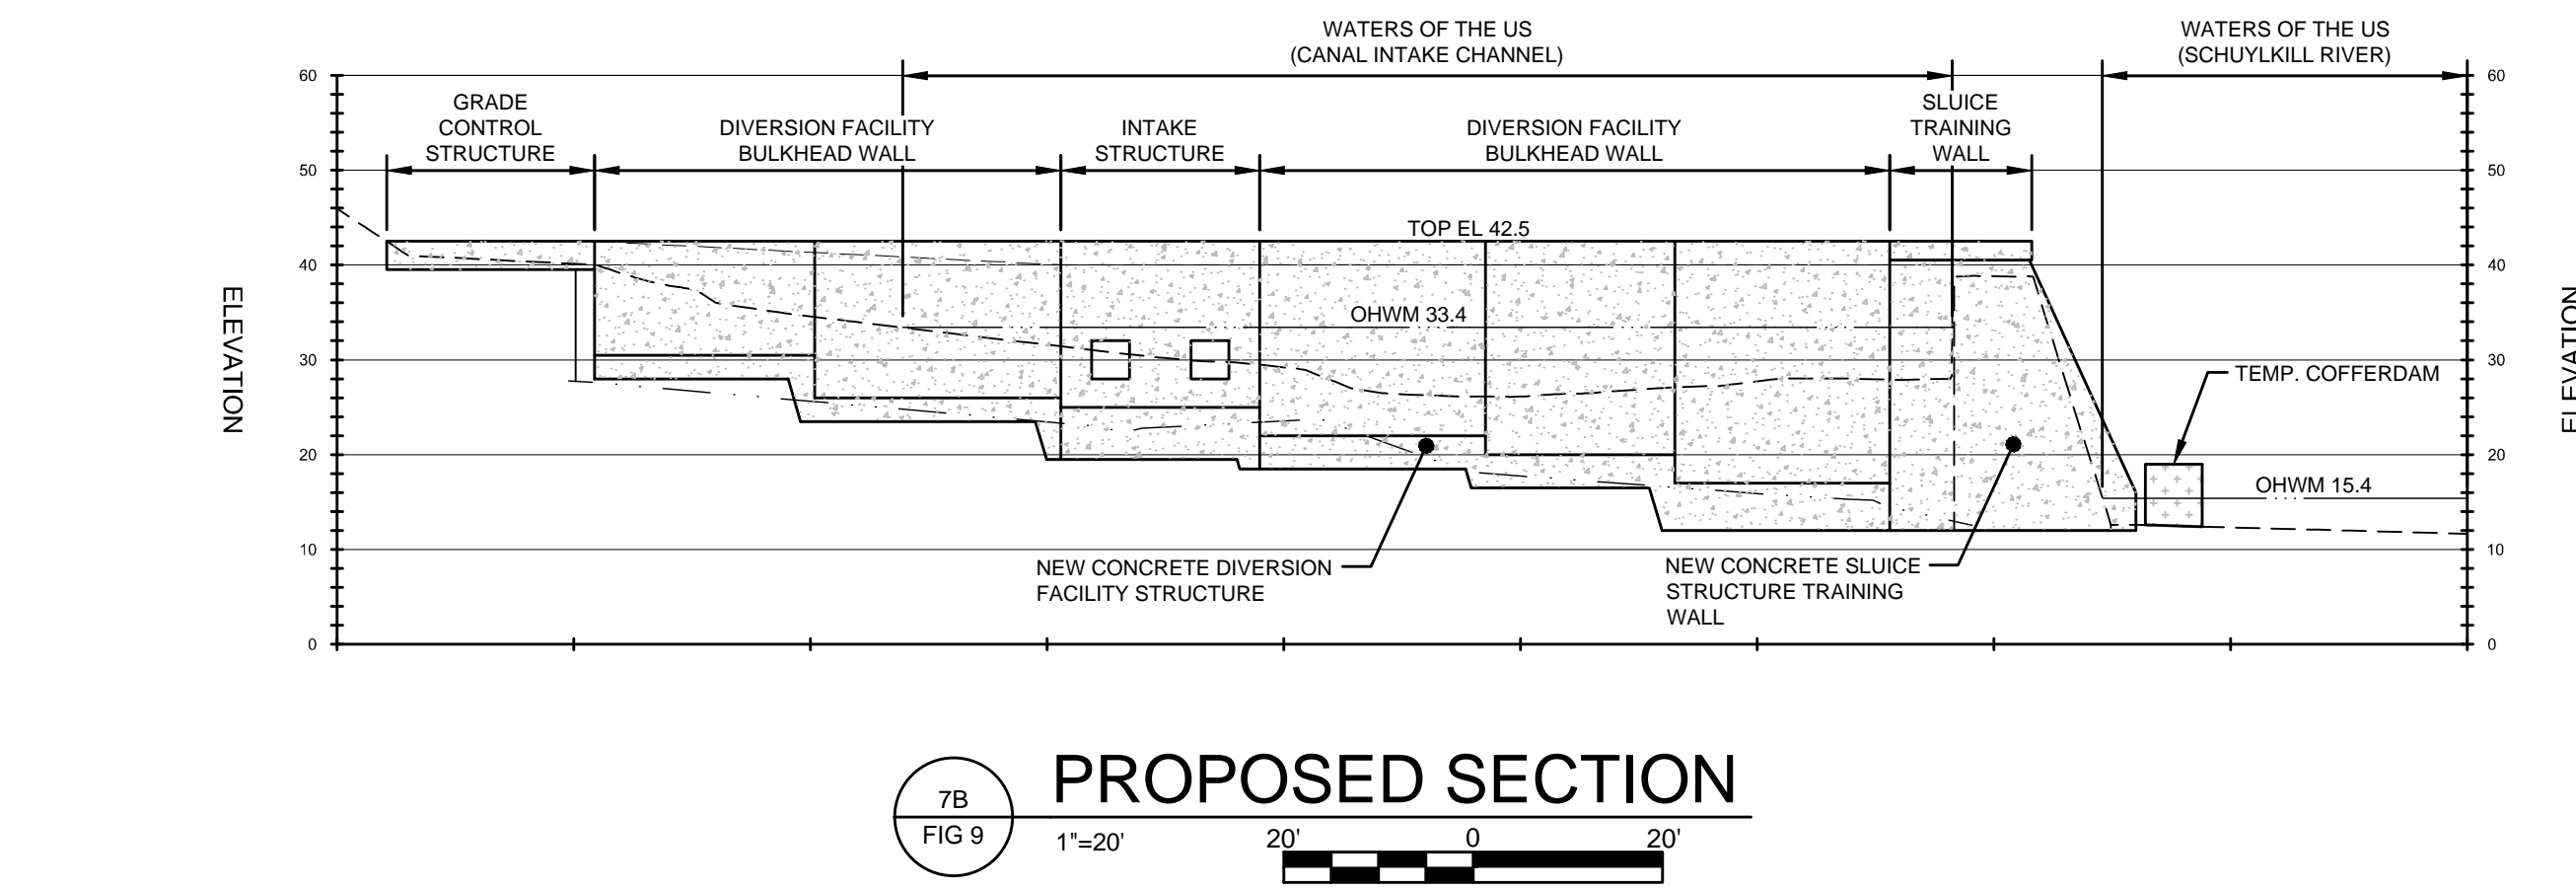 WATERS OF THE US
(CANAL INTAKE CHANNEL)
WATERS OF THE US
(SCHUYLKILL RIVER)
60
60
GRADE
CONTROL
STRUCTURE
DIVERSION FACILITY
BULKHEAD WALL
INTAKE
STRUCTURE
DIVERSION FACILITY
BULKHEAD WALL
SLUICE
TRAINING
WALL
50
50
TOP EL 42.5
40
40
ELEVATION
ELEVATION
OHWM 33.4
30
30
TEMP. COFFERDAM
20
20
OHWM 15.4
10
10
NEW CONCRETE DIVERSION
FACILITY STRUCTURE
NEW CONCRETE SLUICE
STRUCTURE TRAINING
WALL
0
0
7B
FIG 9
PROPOSED SECTION
1"=20'
20' 0 20'